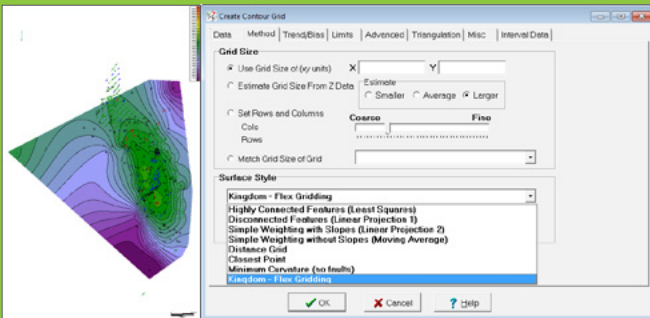 Create Contour Grid
Data Method Trend/Bias Limits Advanced Triangulation Misc Interval Data
Grid Size
Use Grid Size of (xy units) X Y
Estimate Grid Size From Z Data
Estimate
Smaller Average Larger
Set Rows and Columns
Coarse Fine
Cols
Rows
Match Grid Size of Grid
Surface Style
Kingdom - Flex Gridding
Highly Connected Features (Least Squares)
Disconnected Features (Linear Projection 1)
Simple Weighting with Slopes (Linear Projection 2)
Simple Weighting without Slopes (Moving Average)
Distance Grid
Closest Point
Minimum Curvature (no faults)
Kingdom - Flex Gridding
OK Cancel ? Help